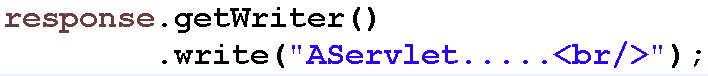 response.getWriter()
.write("AServlet.....<br/>");